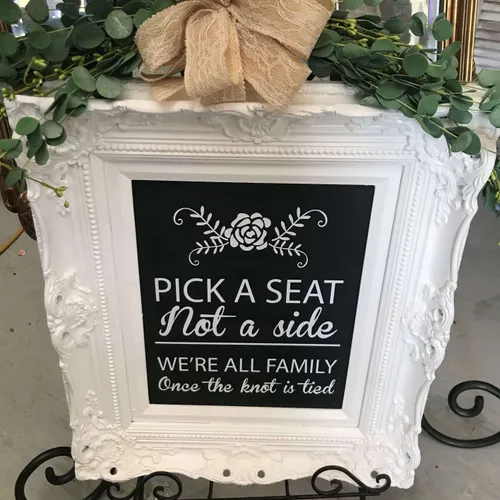 PICK A SEAT
Not a side
WE'RE ALL FAMILY
Once the knot is tied